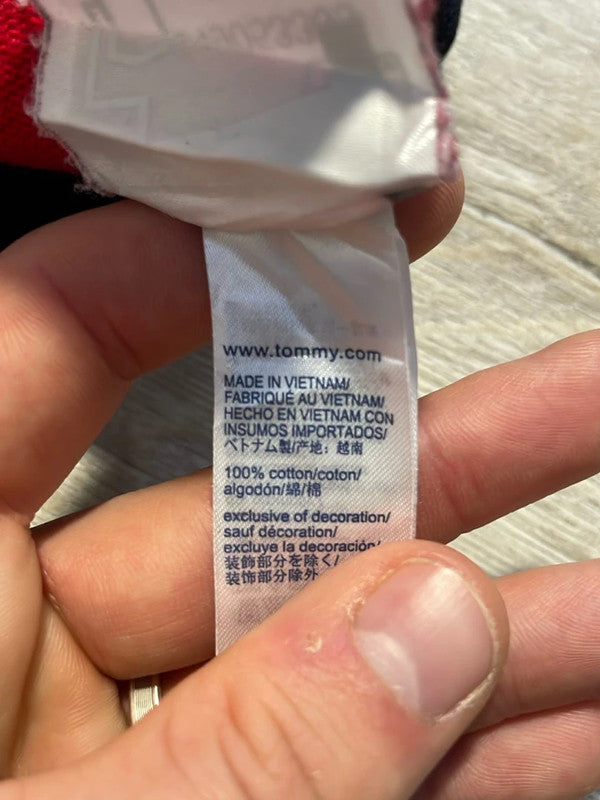 www.tommy.com
MADE IN VIETNAM/
FABRIQUÉ AU VIETNAM/
HECHO EN VIETNAM CON
INSUMOS IMPORTADOS/
ベトナム製/产地: 越南
100% cotton/coton/
algodón/綿/棉
exclusive of decoration/
sauf décoration/
excluye la decoración/
装飾部分を除く/
装饰部分除外